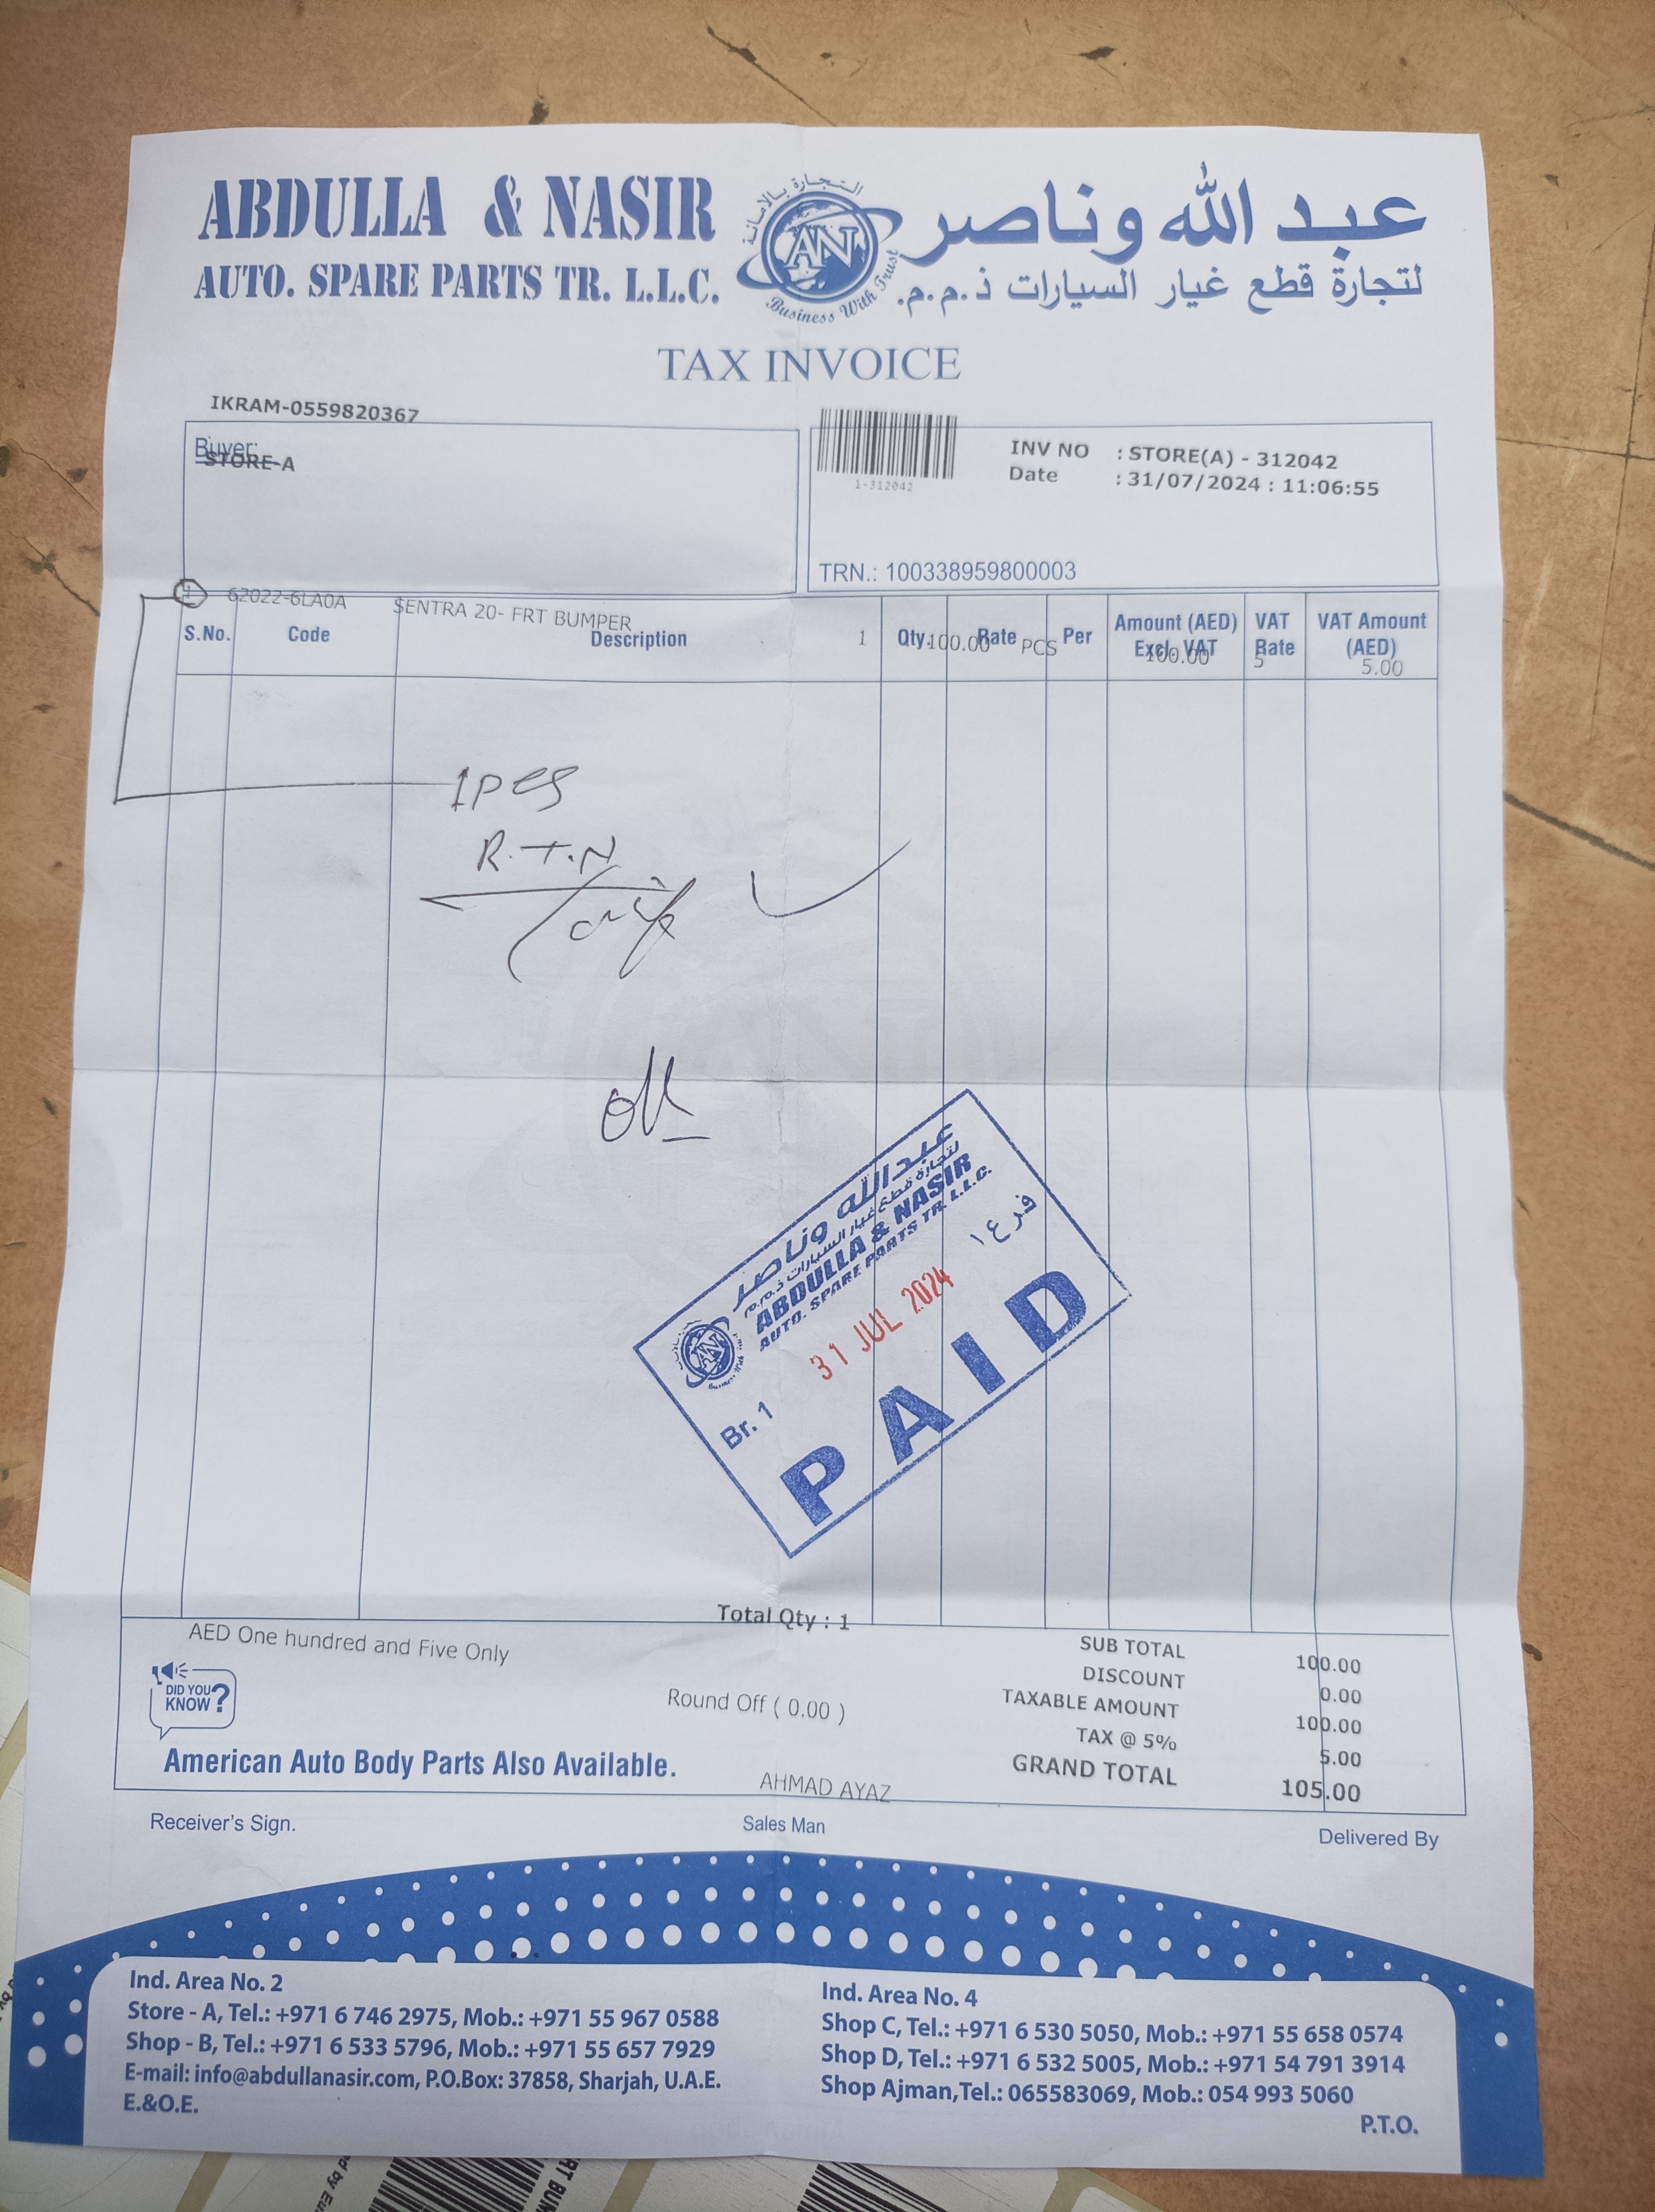 ABDULLA & NASIR
AUTO. SPARE PARTS TR. L.L.C.
التجارة بالامانة
AN
Business With Trust
عبد الله وناصر
لتجارة قطع غيار السيارات ذ.م.م.
TAX INVOICE
IKRAM-0559820367
Buyer:
STORE-A
1-312042
INV NO : STORE(A) - 312042
Date : 31/07/2024 : 11:06:55
TRN.: 100338959800003
1 62022-6LA0A SENTRA 20- FRT BUMPER 1 100.00 PCS 100.00 5 5.00
S.No. Code Description Qty. Rate Per Amount (AED) Excl. VAT VAT Rate VAT Amount (AED)
1 PCS
R.T.N
ok
عبدالله وناصر
لتجارة قطع غيار السيارات ذ.م.م
ABDULLA & NASIR
AUTO. SPARE PARTS TR. L.L.C.
AN
31 JUL 2024
فرع ١
Br. 1
PAID
Total Qty : 1
AED One hundred and Five Only
SUB TOTAL 100.00
DISCOUNT 0.00
Round Off ( 0.00 )
TAXABLE AMOUNT 100.00
TAX @ 5% 5.00
GRAND TOTAL 105.00
DID YOU KNOW?
American Auto Body Parts Also Available.
AHMAD AYAZ
Receiver's Sign.
Sales Man
Delivered By
Ind. Area No. 2
Store - A, Tel.: +971 6 746 2975, Mob.: +971 55 967 0588
Shop - B, Tel.: +971 6 533 5796, Mob.: +971 55 657 7929
E-mail: info@abdullanasir.com, P.O.Box: 37858, Sharjah, U.A.E.
E.&O.E.
Ind. Area No. 4
Shop C, Tel.: +971 6 530 5050, Mob.: +971 55 658 0574
Shop D, Tel.: +971 6 532 5005, Mob.: +971 54 791 3914
Shop Ajman,Tel.: 065583069, Mob.: 054 993 5060
P.T.O.